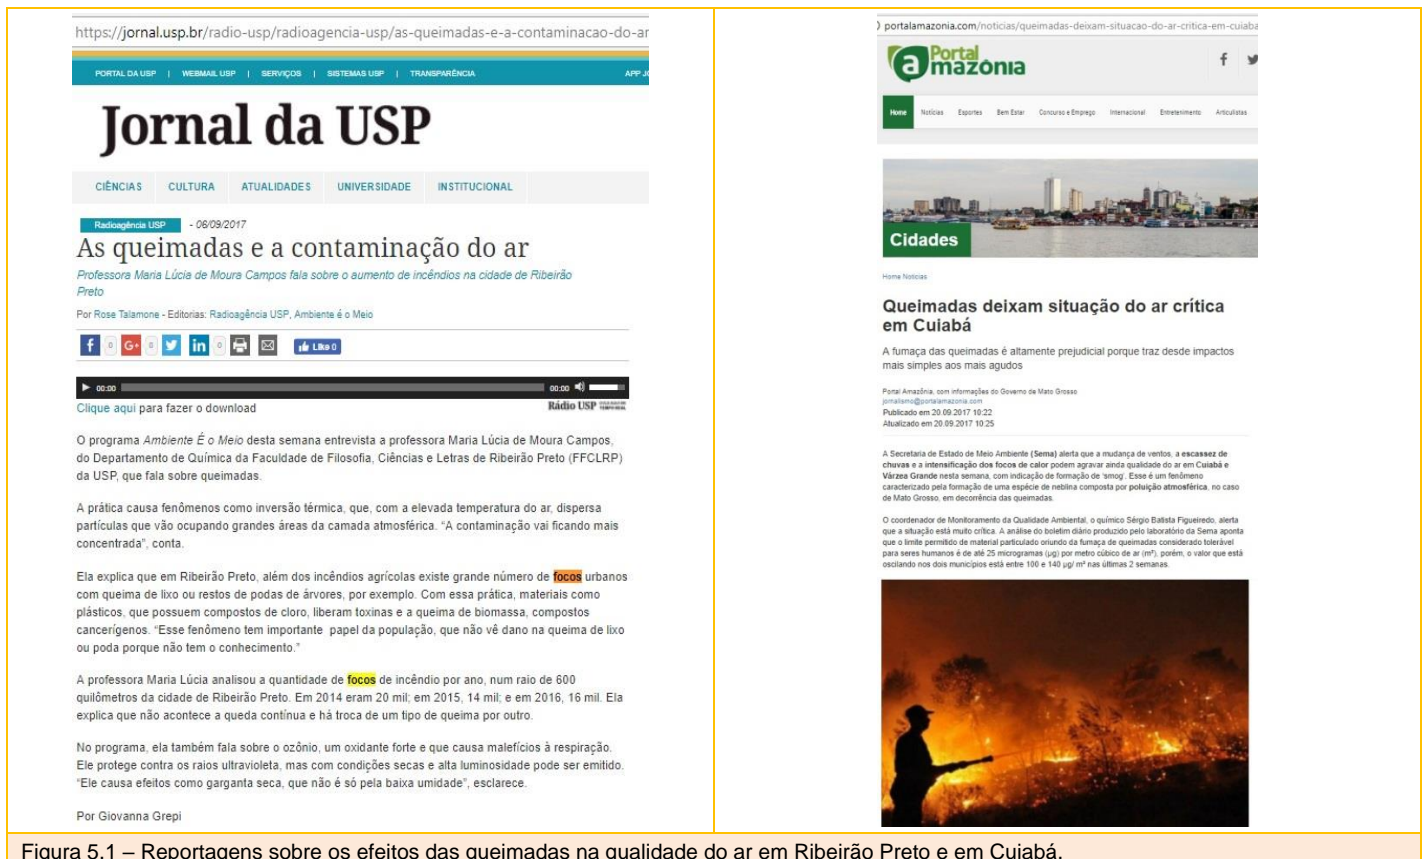 https://jornal.usp.br/radio-usp/radioagencia-usp/as-queimadas-e-a-contaminacao-do-ar
PORTAL DA USP | WEBMAIL USP | SERVIÇOS | SISTEMAS USP | TRANSPARÊNCIA APP JO
Jornal da USP
CIÊNCIAS CULTURA ATUALIDADES UNIVERSIDADE INSTITUCIONAL
Radioagência USP - 06/09/2017
As queimadas e a contaminação do ar
Professora Maria Lúcia de Moura Campos fala sobre o aumento de incêndios na cidade de Ribeirão
Preto
Por Rose Talamone - Editorias: Radioagência USP, Ambiente é o Meio
f 0 G+ 0 in 0 Like 0
00:00 00:00
Clique aqui para fazer o download Rádio USP
O programa Ambiente É o Meio desta semana entrevista a professora Maria Lúcia de Moura Campos,
do Departamento de Química da Faculdade de Filosofia, Ciências e Letras de Ribeirão Preto (FFCLRP)
da USP, que fala sobre queimadas.
A prática causa fenômenos como inversão térmica, que, com a elevada temperatura do ar, dispersa
partículas que vão ocupando grandes áreas da camada atmosférica. “A contaminação vai ficando mais
concentrada”, conta.
Ela explica que em Ribeirão Preto, além dos incêndios agrícolas existe grande número de focos urbanos
com queima de lixo ou restos de podas de árvores, por exemplo. Com essa prática, materiais como
plásticos, que possuem compostos de cloro, liberam toxinas e a queima de biomassa, compostos
cancerígenos. “Esse fenômeno tem importante papel da população, que não vê dano na queima de lixo
ou poda porque não tem o conhecimento.”
A professora Maria Lúcia analisou a quantidade de focos de incêndio por ano, num raio de 600
quilômetros da cidade de Ribeirão Preto. Em 2014 eram 20 mil; em 2015, 14 mil; e em 2016, 16 mil. Ela
explica que não acontece a queda contínua e há troca de um tipo de queima por outro.
No programa, ela também fala sobre o ozônio, um oxidante forte e que causa malefícios à respiração.
Ele protege contra os raios ultravioleta, mas com condições secas e alta luminosidade pode ser emitido.
“Ele causa efeitos como garganta seca, que não é só pela baixa umidade”, esclarece.
Por Giovanna Grepi
portalamazonia.com/noticias/queimadas-deixam-situacao-do-ar-critica-em-cuiaba
Portal
amazônia
Home Notícias Esportes Bem Estar Concurso e Emprego Internacional Entretenimento Articulistas
Cidades
Home Notícias
Queimadas deixam situação do ar crítica
em Cuiabá
A fumaça das queimadas é altamente prejudicial porque traz desde impactos
mais simples aos mais agudos
Portal Amazônia, com informações do Governo de Mato Grosso
jornalismo@portalamazonia.com
Publicado em 20.09.2017 10:22
Atualizado em 20.09.2017 10:25
A Secretaria de Estado de Meio Ambiente (Sema) alerta que a mudança de ventos, a escassez de
chuvas e a intensificação dos focos de calor podem agravar ainda qualidade do ar em Cuiabá e
Várzea Grande nesta semana, com indicação de formação de 'smog'. Esse é um fenômeno
caracterizado pela formação de uma espécie de neblina composta por poluição atmosférica, no caso
de Mato Grosso, em decorrência das queimadas.
O coordenador de Monitoramento da Qualidade Ambiental, o químico Sérgio Batista Figueiredo, alerta
que a situação está muito crítica. A análise do boletim diário produzido pelo laboratório da Sema aponta
que o limite permitido de material particulado oriundo da fumaça de queimadas considerado tolerável
para seres humanos é de até 25 microgramas (µg) por metro cúbico de ar (m³), porém, o valor que está
oscilando nos dois municípios está entre 100 e 140 µg/ m³ nas últimas 2 semanas.
Figura 5.1 – Reportagens sobre os efeitos das queimadas na qualidade do ar em Ribeirão Preto e em Cuiabá.